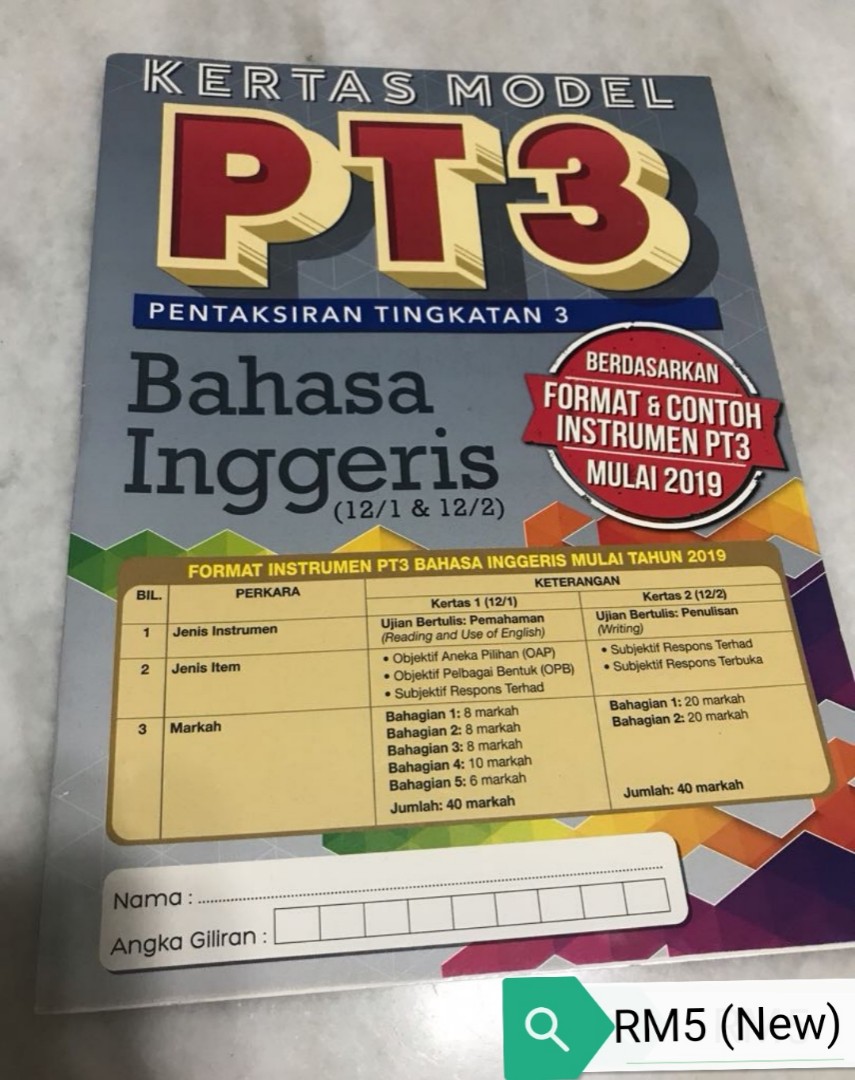 KERTAS MODEL
PT3
PENTAKSIRAN TINGKATAN 3
Bahasa
Inggeris
(12/1 & 12/2)
BERDASARKAN
FORMAT & CONTOH
INSTRUMEN PT3
MULAI 2019
FORMAT INSTRUMEN PT3 BAHASA INGGERIS MULAI TAHUN 2019
BIL. PERKARA KETERANGAN
Kertas 1 (12/1) Kertas 2 (12/2)
1 Jenis Instrumen Ujian Bertulis: Pemahaman Ujian Bertulis: Penulisan
(Reading and Use of English) (Writing)
2 Jenis Item • Objektif Aneka Pilihan (OAP) • Subjektif Respons Terhad
• Objektif Pelbagai Bentuk (OPB) • Subjektif Respons Terbuka
• Subjektif Respons Terhad
3 Markah Bahagian 1: 8 markah Bahagian 1: 20 markah
Bahagian 2: 8 markah Bahagian 2: 20 markah
Bahagian 3: 8 markah
Bahagian 4: 10 markah
Bahagian 5: 6 markah
Jumlah: 40 markah Jumlah: 40 markah
Nama :
Angka Giliran :
RM5 (New)